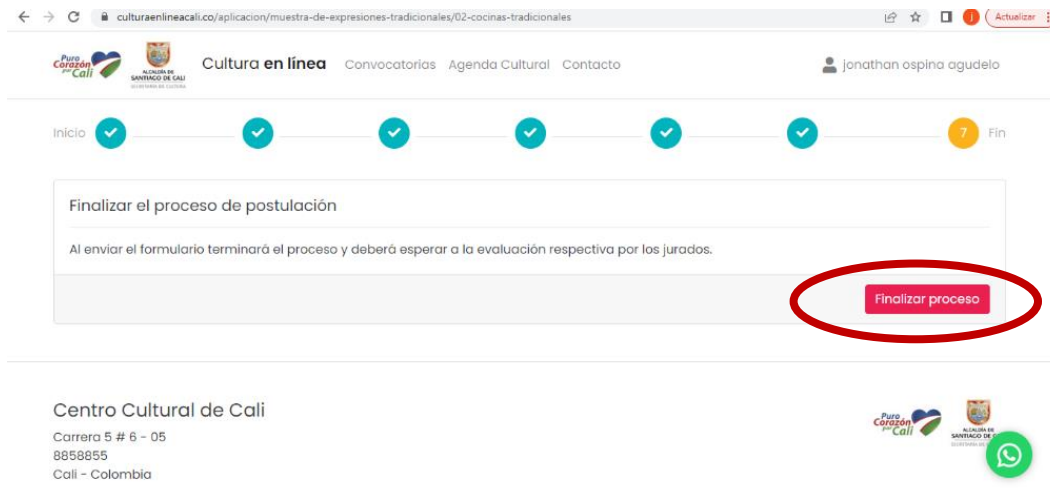 culturaenlineacali.co/aplicacion/muestra-de-expresiones-tradicionales/02-cocinas-tradicionales
J
Actualizar
Puro
Corazón
por Cali
ALCALDÍA DE
SANTIAGO DE CALI
SECRETARÍA DE CULTURA
Cultura en línea
Convocatorias
Agenda Cultural
Contacto
jonathan ospina agudelo
Inicio
7
Fin
Finalizar el proceso de postulación
Al enviar el formulario terminará el proceso y deberá esperar a la evaluación respectiva por los jurados.
Finalizar proceso
Centro Cultural de Cali
Carrera 5 # 6 - 05
8858855
Cali - Colombia
Puro
Corazón
por Cali
ALCALDÍA DE
SANTIAGO DE